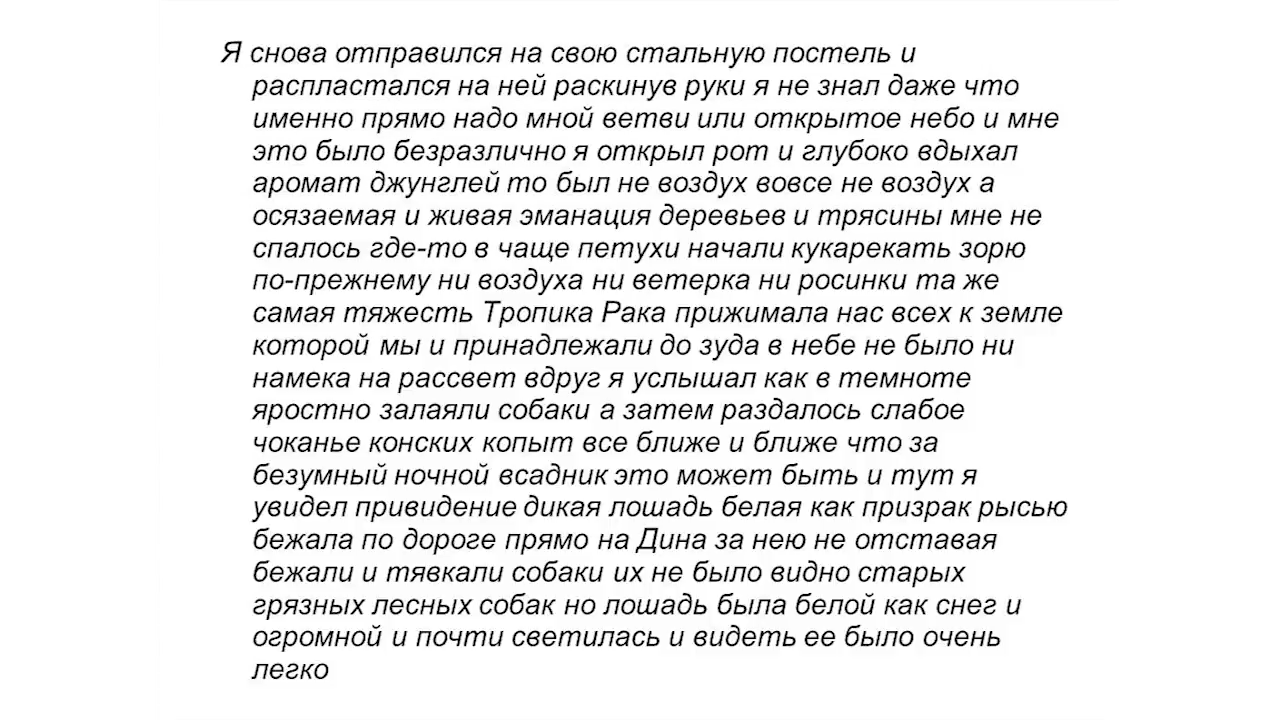 Я снова отправился на свою стальную постель и
распластался на ней раскинув руки я не знал даже что
именно прямо надо мной ветви или открытое небо и мне
это было безразлично я открыл рот и глубоко вдыхал
аромат джунглей то был не воздух вовсе не воздух а
осязаемая и живая эманация деревьев и трясины мне не
спалось где-то в чаще петухи начали кукарекать зорю
по-прежнему ни воздуха ни ветерка ни росинки та же
самая тяжесть Тропика Рака прижимала нас всех к земле
которой мы и принадлежали до зуда в небе не было ни
намека на рассвет вдруг я услышал как в темноте
яростно залаяли собаки а затем раздалось слабое
чоканье конских копыт все ближе и ближе что за
безумный ночной всадник это может быть и тут я
увидел привидение дикая лошадь белая как призрак рысью
бежала по дороге прямо на Дина за нею не отставая
бежали и тявкали собаки их не было видно старых
грязных лесных собак но лошадь была белой как снег и
огромной и почти светилась и видеть ее было очень
легко